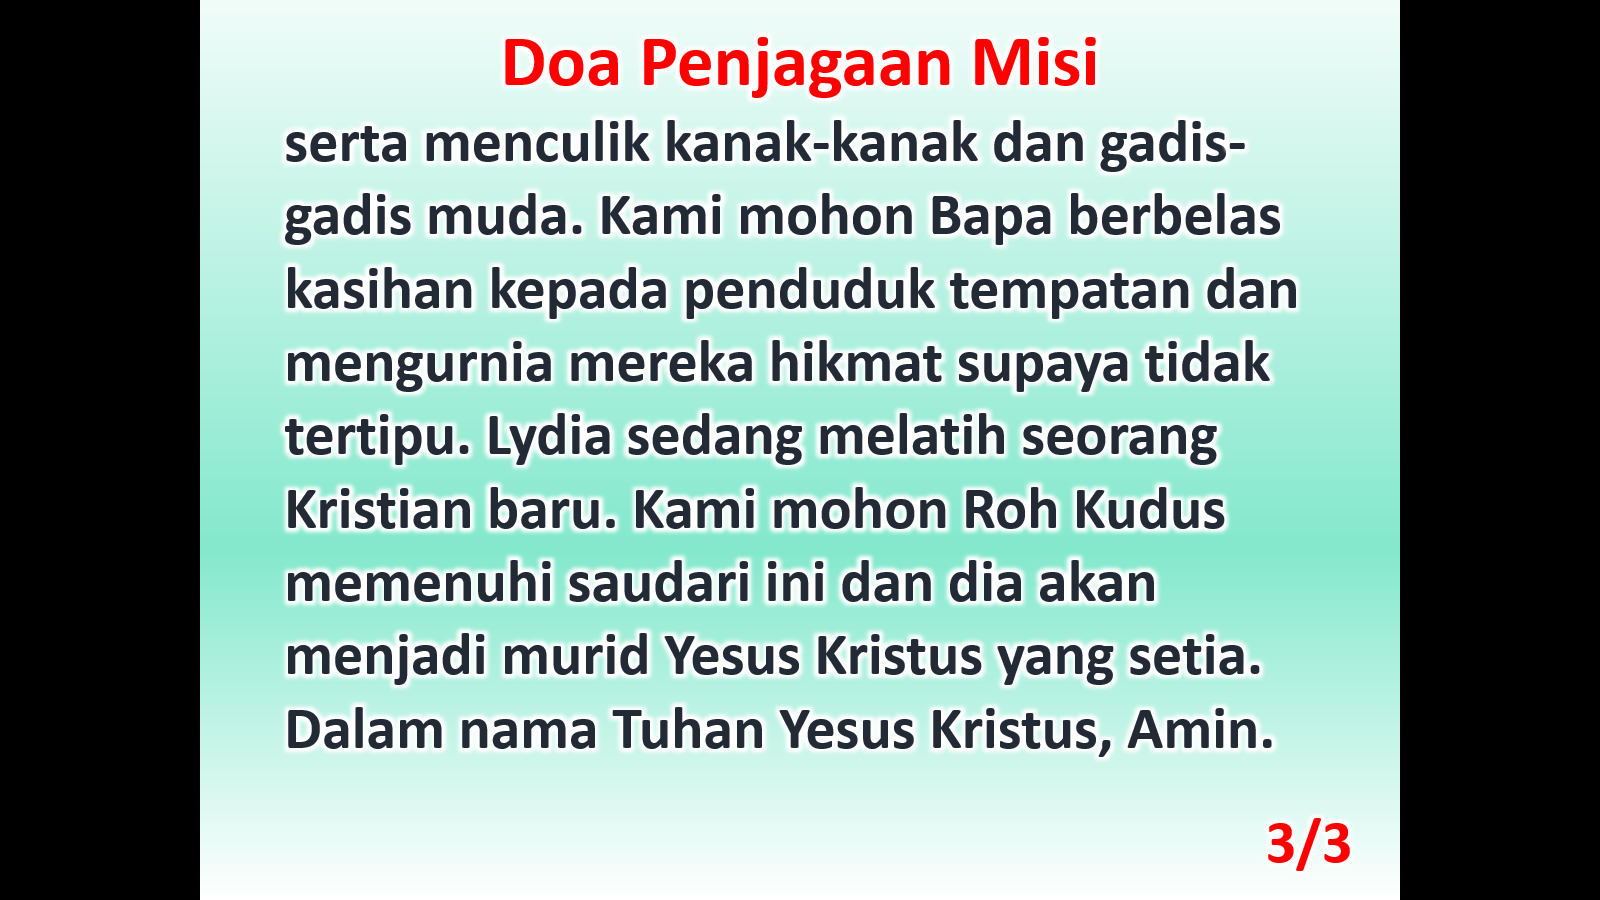 Doa Penjagaan Misi
serta menculik kanak-kanak dan gadis-
gadis muda. Kami mohon Bapa berbelas
kasihan kepada penduduk tempatan dan
mengurnia mereka hikmat supaya tidak
tertipu. Lydia sedang melatih seorang
Kristian baru. Kami mohon Roh Kudus
memenuhi saudari ini dan dia akan
menjadi murid Yesus Kristus yang setia.
Dalam nama Tuhan Yesus Kristus, Amin.
3/3